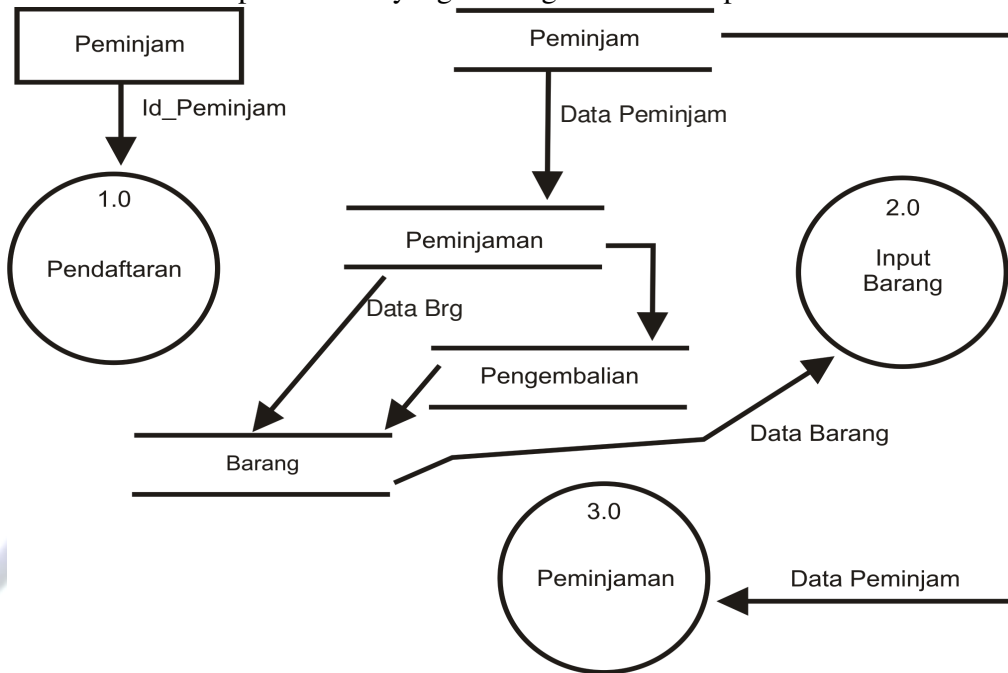 Peminjam
Peminjam
Id_Peminjam
Data Peminjam
1.0
Pendaftaran
Peminjaman
2.0
Input
Barang
Data Brg
Pengembalian
Data Barang
Barang
3.0
Peminjaman
Data Peminjam